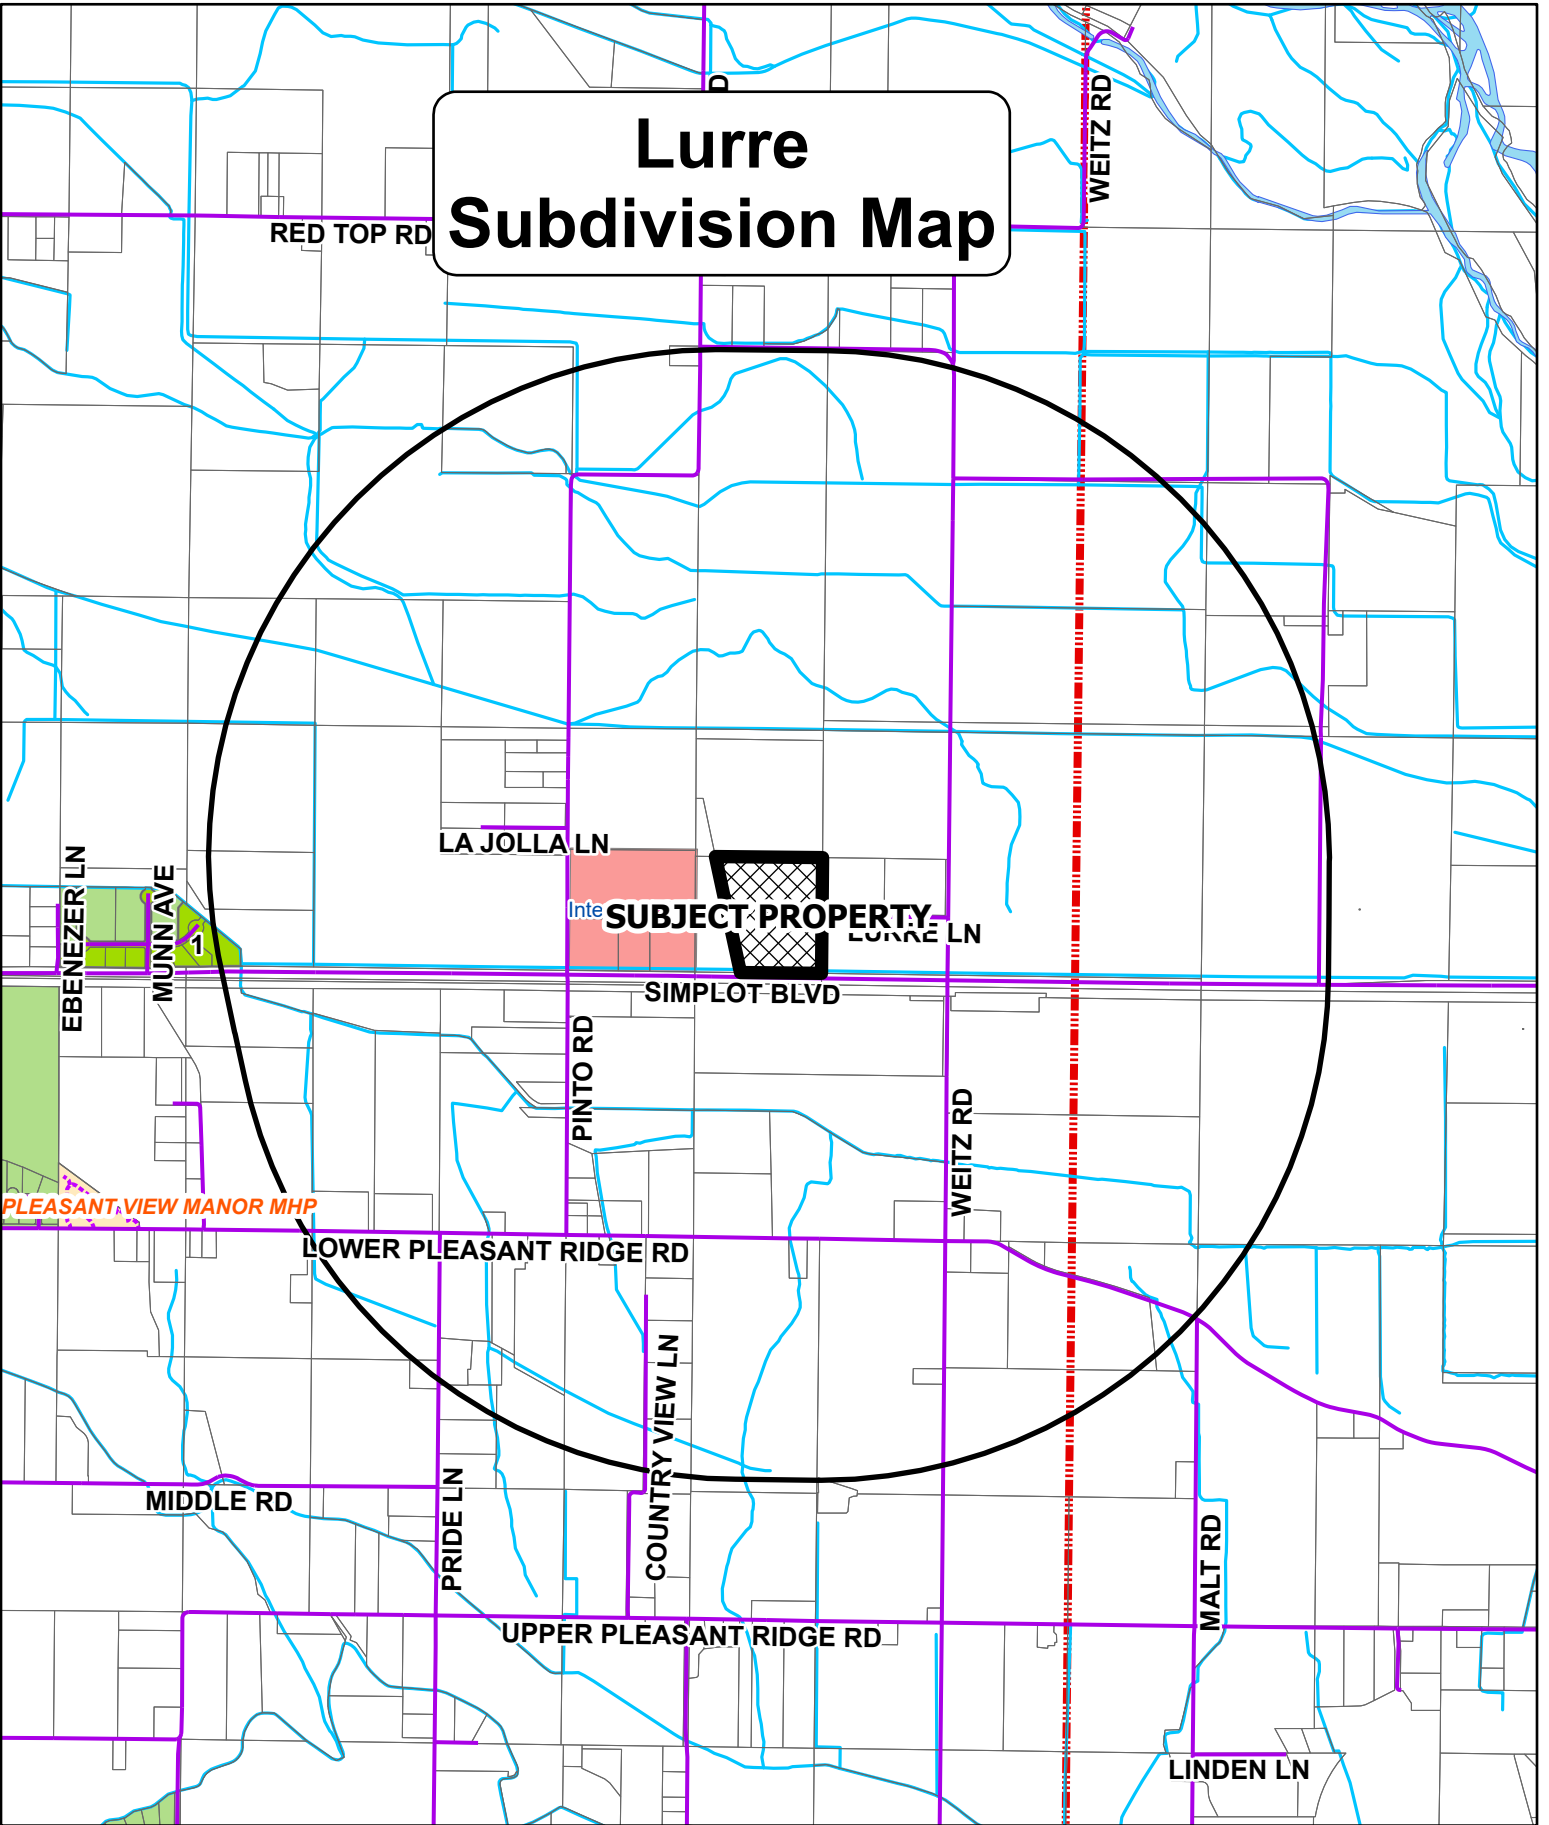 D
WEITZ RD
Lurre
Subdivision Map
RED TOP RD
LA JOLLA LN
EBENEZER LN
MUNN AVE
1
Inte
SUBJECT PROPERTY
LURRE LN
SIMPLOT BLVD
PINTO RD
WEITZ RD
PLEASANT VIEW MANOR MHP
LOWER PLEASANT RIDGE RD
COUNTRY VIEW LN
MIDDLE RD
PRIDE LN
MALT RD
UPPER PLEASANT RIDGE RD
LINDEN LN